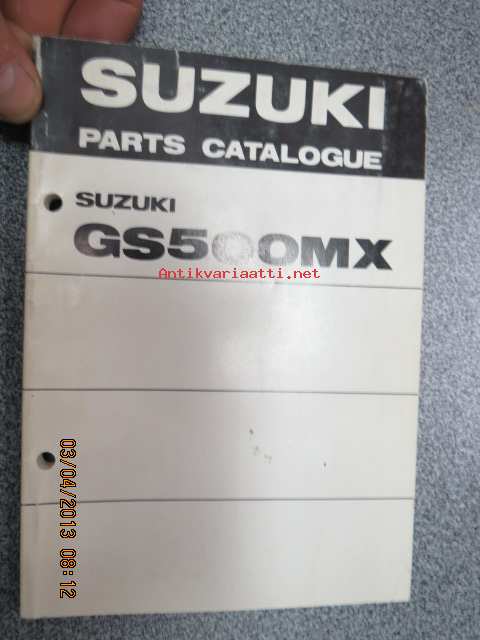 SUZUKI
PARTS CATALOGUE
SUZUKI
GS500MX
Antikvariaatti.net
03/04/2013 08:12